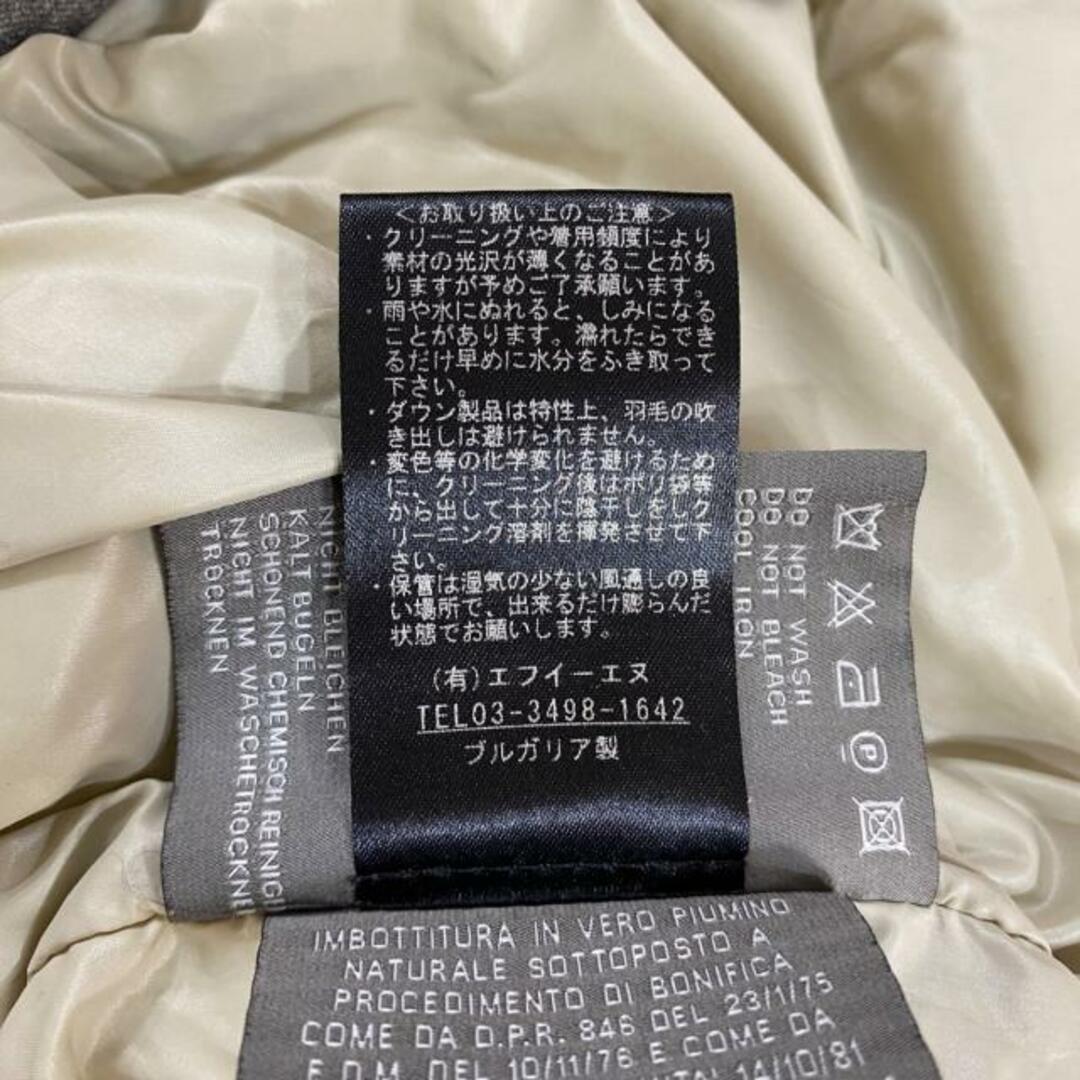 ＜お取り扱い上のご注意＞
・クリーニングや着用頻度により
素材の光沢が薄くなることがあ
りますが予めご了承願います。
・雨や水にぬれると、しみになる
ことがあります。濡れたらでき
るだけ早めに水分をふき取って
下さい。
・ダウン製品は特性上、羽毛の吹
き出しは避けられません。
・変色等の化学変化を避けるため
に、クリーニング後はポリ袋等
から出して十分に陰干しをしク
リーニング溶剤を揮発させて下
さい。
・保管は湿気の少ない風通しの良
い場所で、出来るだけ膨らんだ
状態でお願いします。
(有)エフイーエヌ
TEL03-3498-1642
ブルガリア製
DO NOT WASH
DO NOT BLEACH
COOL IRON
NICHT BLEICHEN
KALT BUGELN
SCHONEND CHEMISCH REINIG
NICHT IM WASCHETROCKNE
TROCKNEN
IMBOTTITURA IN VERO PIUMINO
NATURALE SOTTOPOSTO A
PROCEDIMENTO DI BONIFICA
COME DA D.P.R. 846 DEL 23/1/75
E D.M. DEL 10/11/76 E COME DA
14/10/81